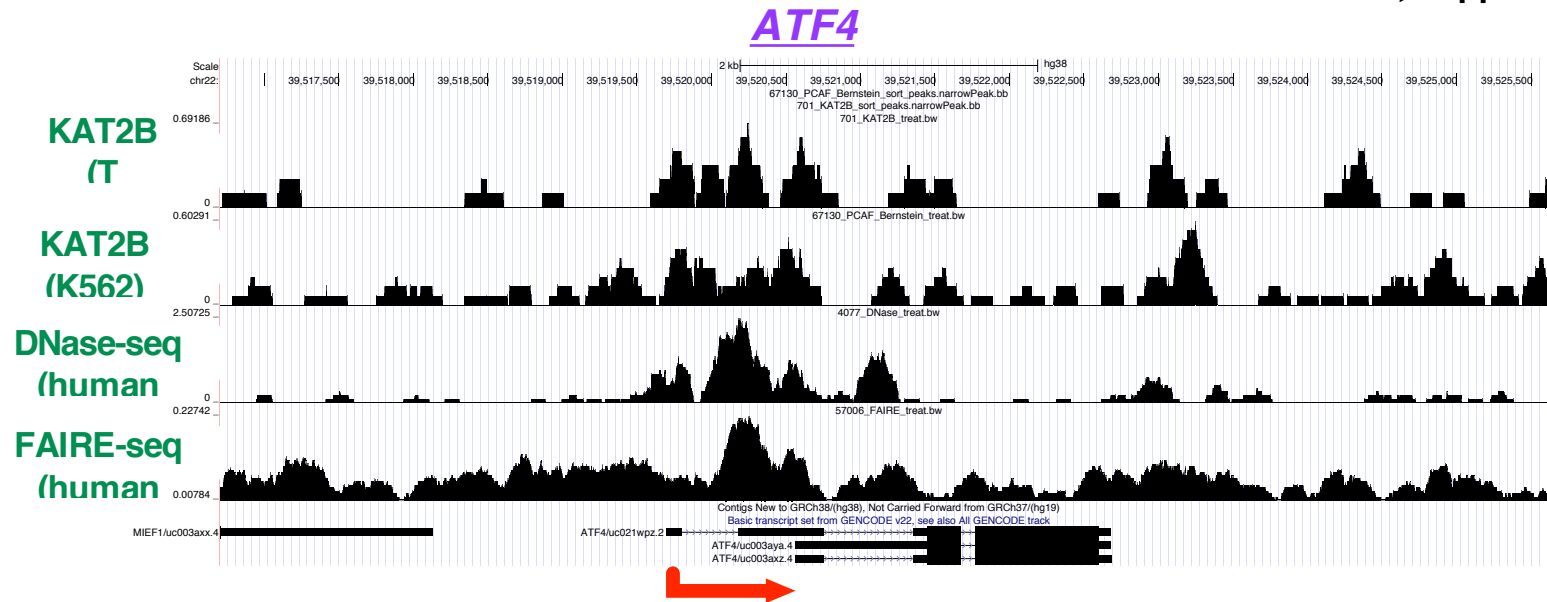 ATF4
Scale 2 kb hg38
chr22: 39,517,500 39,518,000 39,518,500 39,519,000 39,519,500 39,520,000 39,520,500 39,521,000 39,521,500 39,522,000 39,522,500 39,523,000 39,523,500 39,524,000 39,524,500 39,525,000 39,525,500
67130_PCAF_Bernstein_sort_peaks.narrowPeak.bb
701_KAT2B_sort_peaks.narrowPeak.bb
0.69186 701_KAT2B_treat.bw
KAT2B
(T
0
0.60291 67130_PCAF_Bernstein_treat.bw
KAT2B
(K562)
0
2.50725 4077_DNase_treat.bw
DNase-seq
(human
0
0.22742 57006_FAIRE_treat.bw
FAIRE-seq
(human
0.00784
Contigs New to GRCh38/(hg38), Not Carried Forward from GRCh37/(hg19)
Basic transcript set from GENCODE v22, see also All GENCODE track
MIEF1/uc003axx.4 ATF4/uc021wpz.2
ATF4/uc003aya.4
ATF4/uc003axz.4